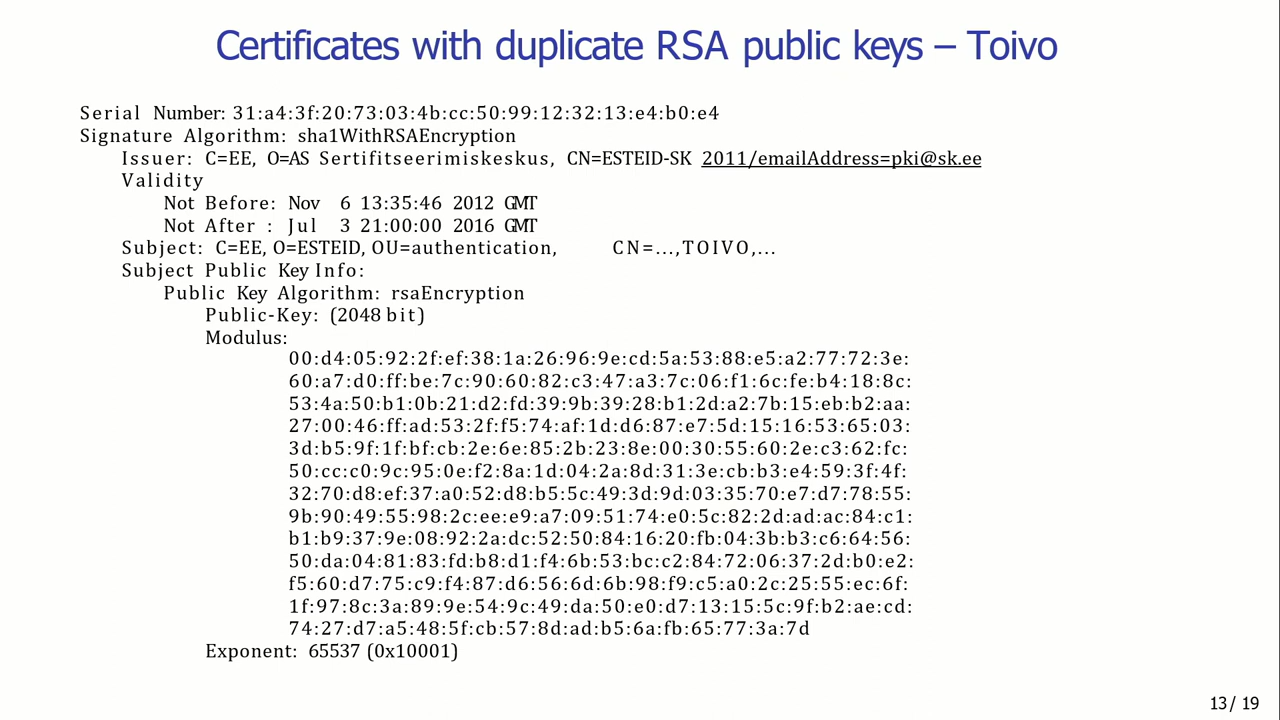 Certificates with duplicate RSA public keys – Toivo
Serial Number: 31:a4:3f:20:73:03:4b:cc:50:99:12:32:13:e4:b0:e4
Signature Algorithm: sha1WithRSAEncryption
Issuer: C=EE, O=AS Sertifitseerimiskeskus, CN=ESTEID-SK 2011/emailAddress=pki@sk.ee
Validity
Not Before: Nov 6 13:35:46 2012 GMT
Not After : Jul 3 21:00:00 2016 GMT
Subject: C=EE, O=ESTEID, OU=authentication, CN=...,TOIVO,...
Subject Public Key Info:
Public Key Algorithm: rsaEncryption
Public-Key: (2048 bit)
Modulus:
00:d4:05:92:2f:ef:38:1a:26:96:9e:cd:5a:53:88:e5:a2:77:72:3e:
60:a7:d0:ff:be:7c:90:60:82:c3:47:a3:7c:06:f1:6c:fe:b4:18:8c:
53:4a:50:b1:0b:21:d2:fd:39:9b:39:28:b1:2d:a2:7b:15:eb:b2:aa:
27:00:46:ff:ad:53:2f:f5:74:af:1d:d6:87:e7:5d:15:16:53:65:03:
3d:b5:9f:1f:bf:cb:2e:6e:85:2b:23:8e:00:30:55:60:2e:c3:62:fc:
50:cc:c0:9c:95:0e:f2:8a:1d:04:2a:8d:31:3e:cb:b3:e4:59:3f:4f:
32:70:d8:ef:37:a0:52:d8:b5:5c:49:3d:9d:03:35:70:e7:d7:78:55:
9b:90:49:55:98:2c:ee:e9:a7:09:51:74:e0:5c:82:2d:ad:ac:84:c1:
b1:b9:37:9e:08:92:2a:dc:52:50:84:16:20:fb:04:3b:b3:c6:64:56:
50:da:04:81:83:fd:b8:d1:f4:6b:53:bc:c2:84:72:06:37:2d:b0:e2:
f5:60:d7:75:c9:f4:87:d6:56:6d:6b:98:f9:c5:a0:2c:25:55:ec:6f:
1f:97:8c:3a:89:9e:54:9c:49:da:50:e0:d7:13:15:5c:9f:b2:ae:cd:
74:27:d7:a5:48:5f:cb:57:8d:ad:b5:6a:fb:65:77:3a:7d
Exponent: 65537 (0x10001)
13/ 19